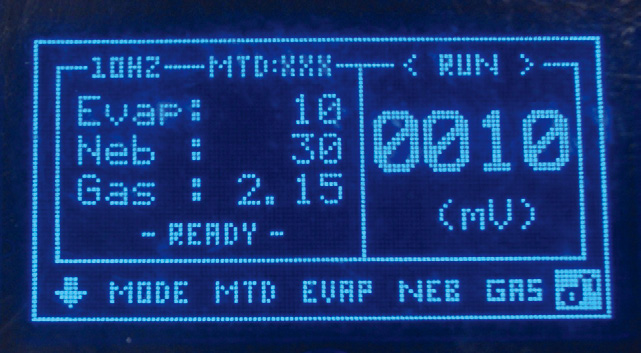 10HZ MTD:XXX < RUN >
Evap: 10
Neb : 30
Gas : 2.15
0010
(mV)
-READY-
MODE MTD EVAP NEB GAS